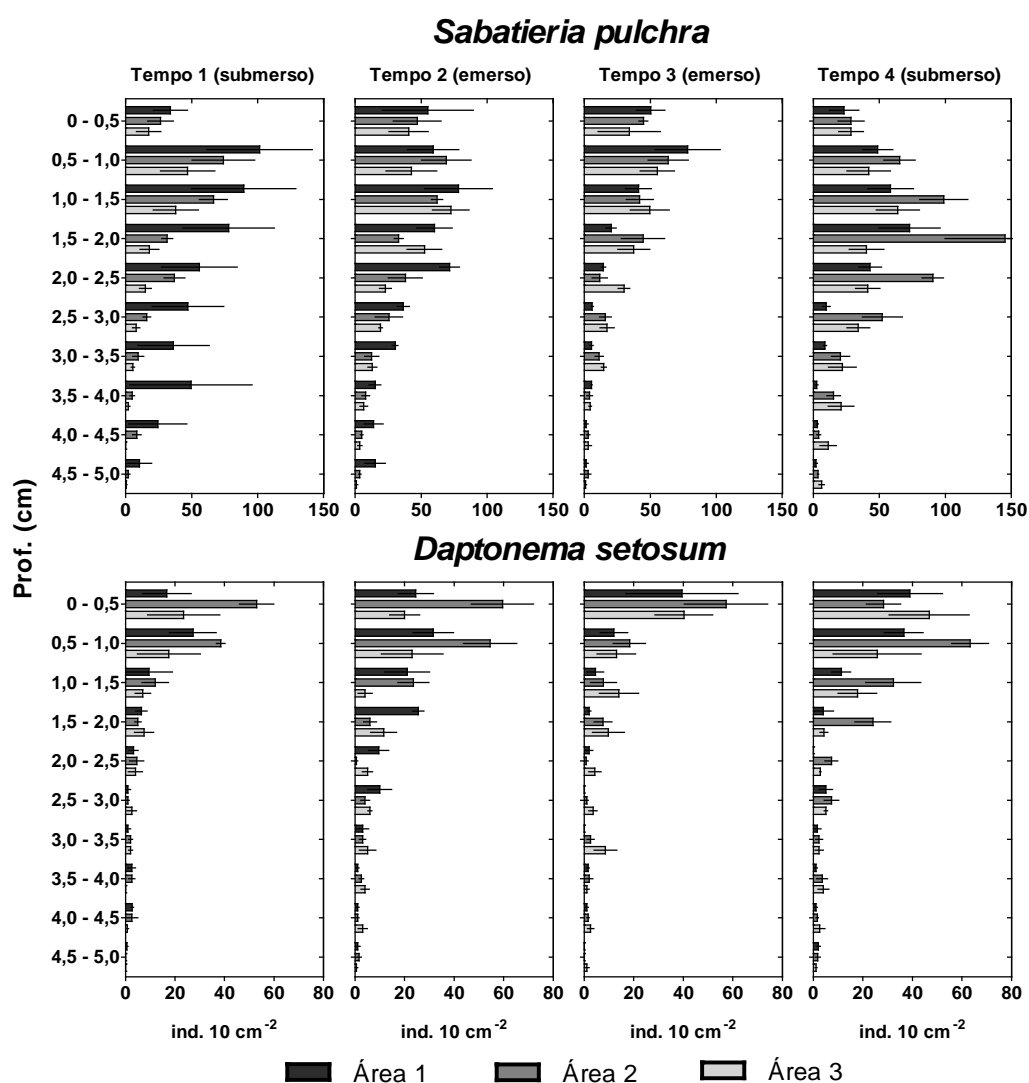 Sabatieria pulchra
Tempo 1 (submerso) Tempo 2 (emerso) Tempo 3 (emerso) Tempo 4 (submerso)
0 - 0,5
0,5 - 1,0
1,0 - 1,5
1,5 - 2,0
2,0 - 2,5
2,5 - 3,0
3,0 - 3,5
3,5 - 4,0
4,0 - 4,5
4,5 - 5,0
0 50 100 150 0 50 100 150 0 50 100 150 0 50 100 150
Prof. (cm)
Daptonema setosum
0 - 0,5
0,5 - 1,0
1,0 - 1,5
1,5 - 2,0
2,0 - 2,5
2,5 - 3,0
3,0 - 3,5
3,5 - 4,0
4,0 - 4,5
4,5 - 5,0
0 20 40 60 80 0 20 40 60 80 0 20 40 60 80 0 20 40 60 80
ind. 10 cm⁻² ind. 10 cm⁻² ind. 10 cm⁻² ind. 10 cm⁻²
Área 1 Área 2 Área 3